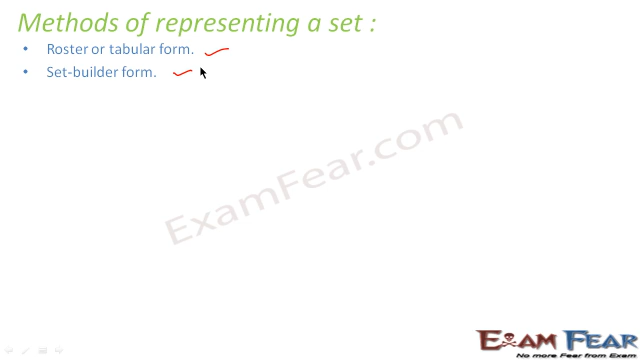 Methods of representing a set :
• Roster or tabular form.
• Set-builder form.
ExamFear.com
EXAM FEAR
No more Fear from Exam